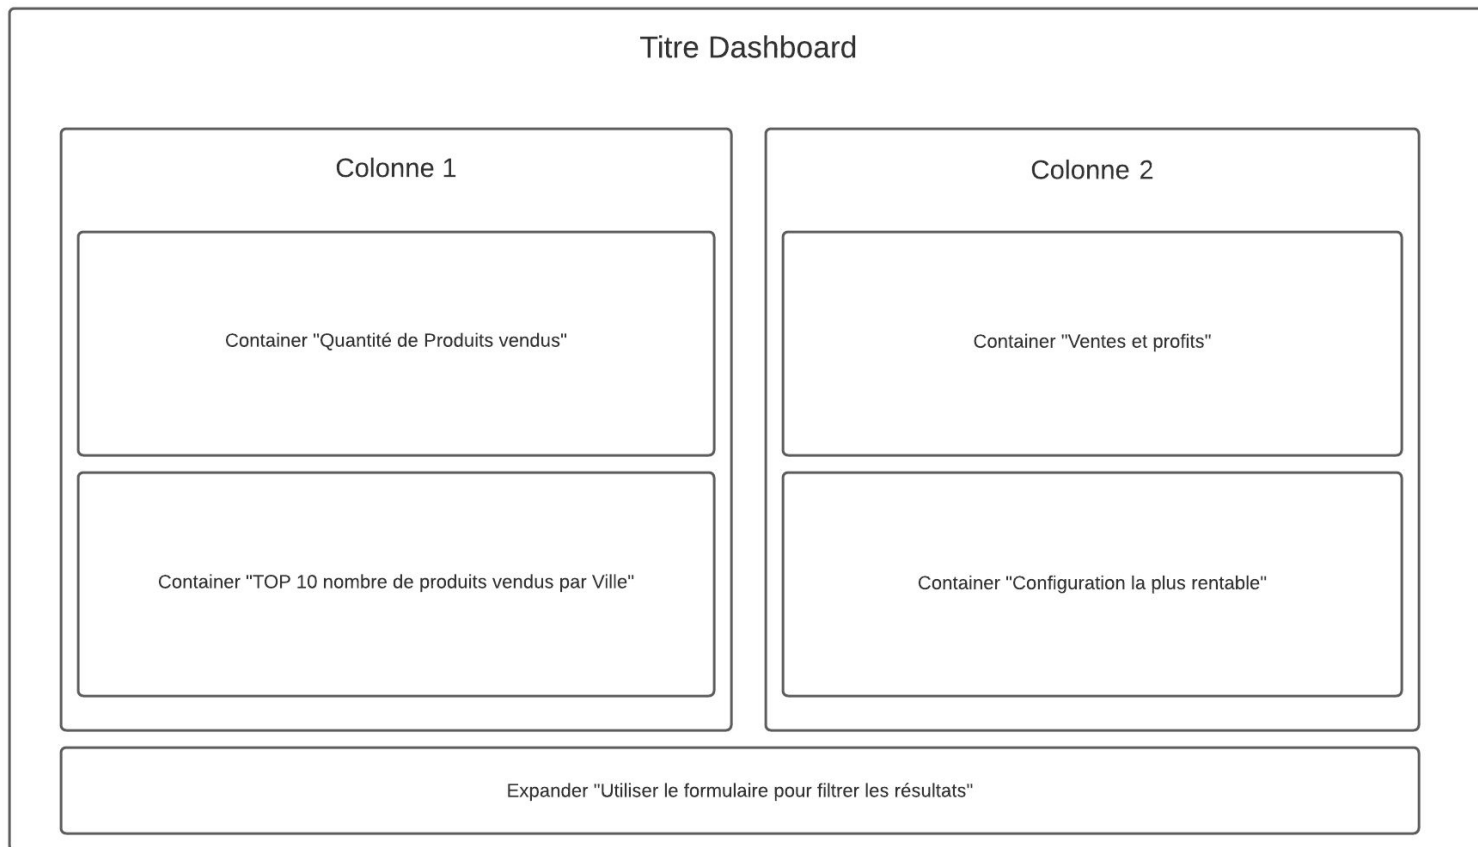 Titre Dashboard
Colonne 1
Container "Quantité de Produits vendus"
Container "TOP 10 nombre de produits vendus par Ville"
Colonne 2
Container "Ventes et profits"
Container "Configuration la plus rentable"
Expander "Utiliser le formulaire pour filtrer les résultats"